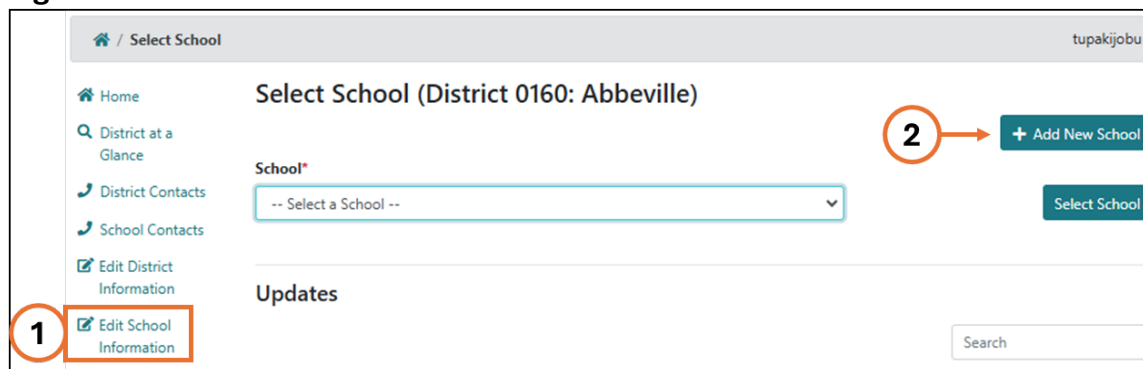 / Select School
tupakijobu
Home
District at a
Glance
District Contacts
School Contacts
Edit District
Information
1
Edit School
Information
Select School (District 0160: Abbeville)
2
+ Add New School
School*
-- Select a School --
Select School
Updates
Search